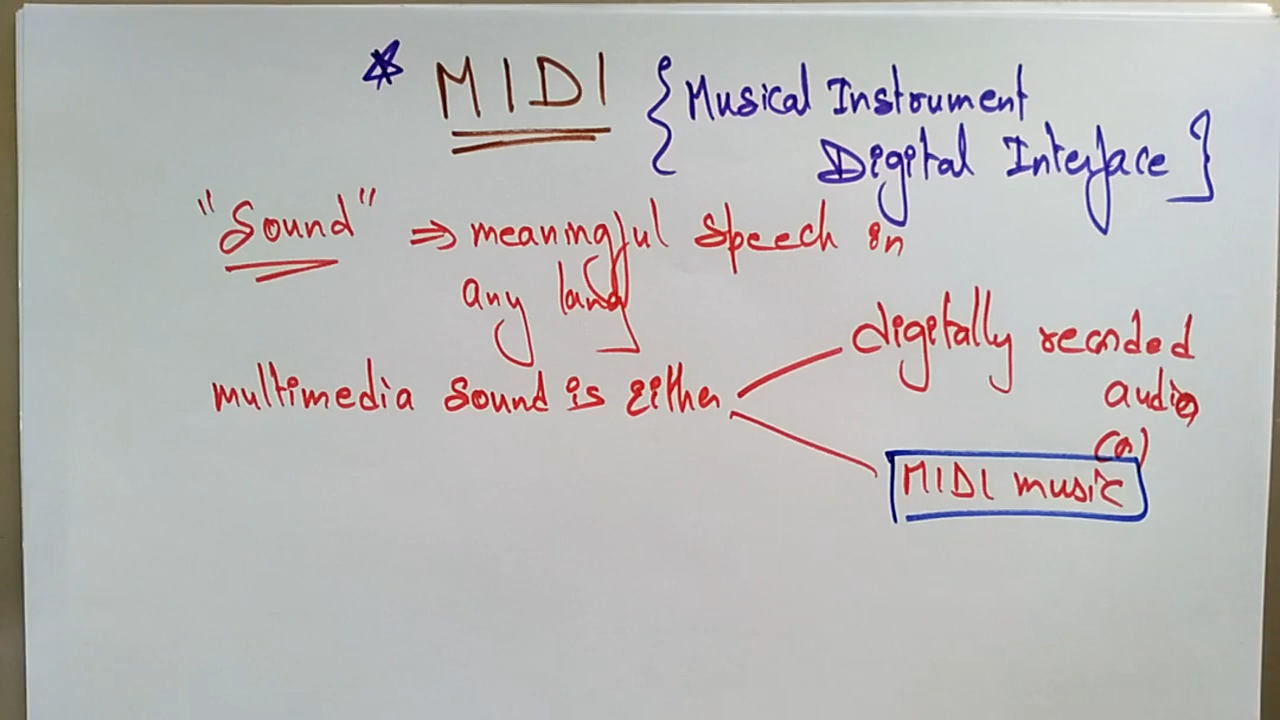 * MIDI { Musical Instrument
Digital Interface }
"Sound" ⇒ meaningful speech in
any lang
digitally recorded
multimedia sound is either
audio
(or)
MIDI music